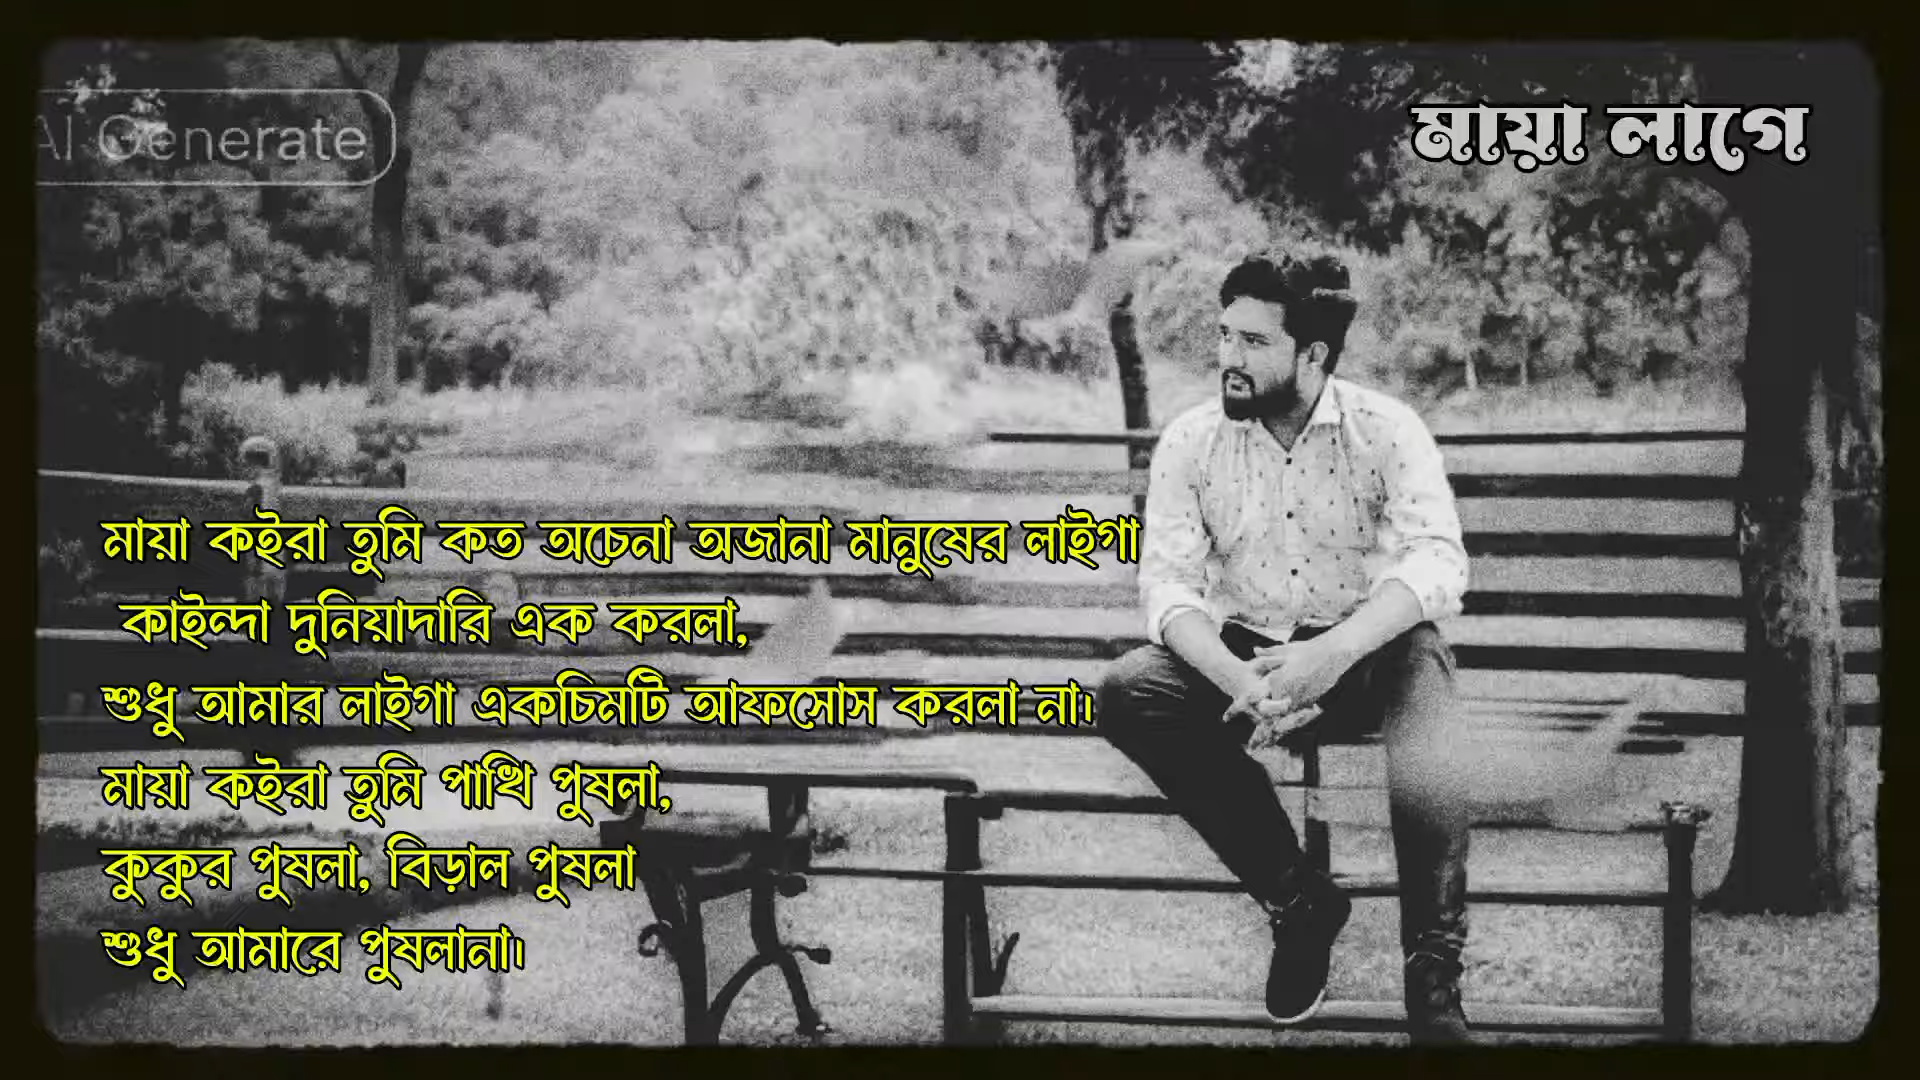 AI Generate
মায়া লাগে
মায়া কইরা তুমি কত অচেনা অজানা মানুষের লাইগা
কাইন্দা দুনিয়াদারি এক করলা,
শুধু আমার লাইগা একচিমটি আফসোস করলা না।
মায়া কইরা তুমি পাখি পুষলা,
কুকুর পুষলা, বিড়াল পুষলা
শুধু আমারে পুষলানা।